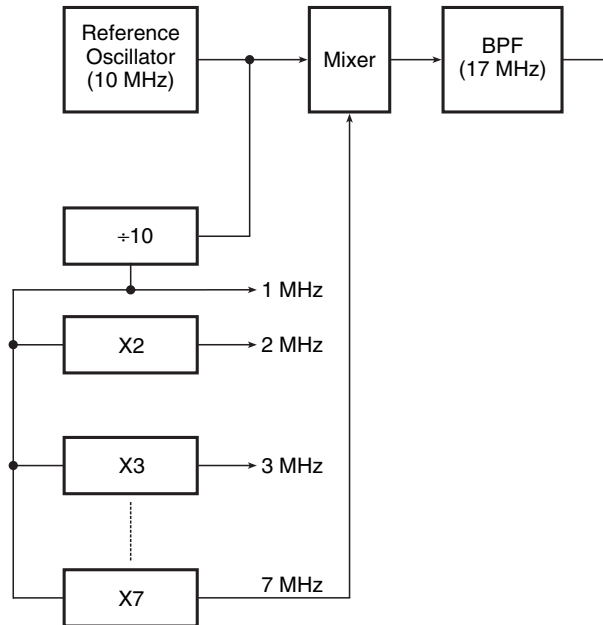 Reference
Oscillator
(10 MHz)
Mixer
BPF
(17 MHz)
÷10
1 MHz
X2
2 MHz
X3
3 MHz
X7
7 MHz